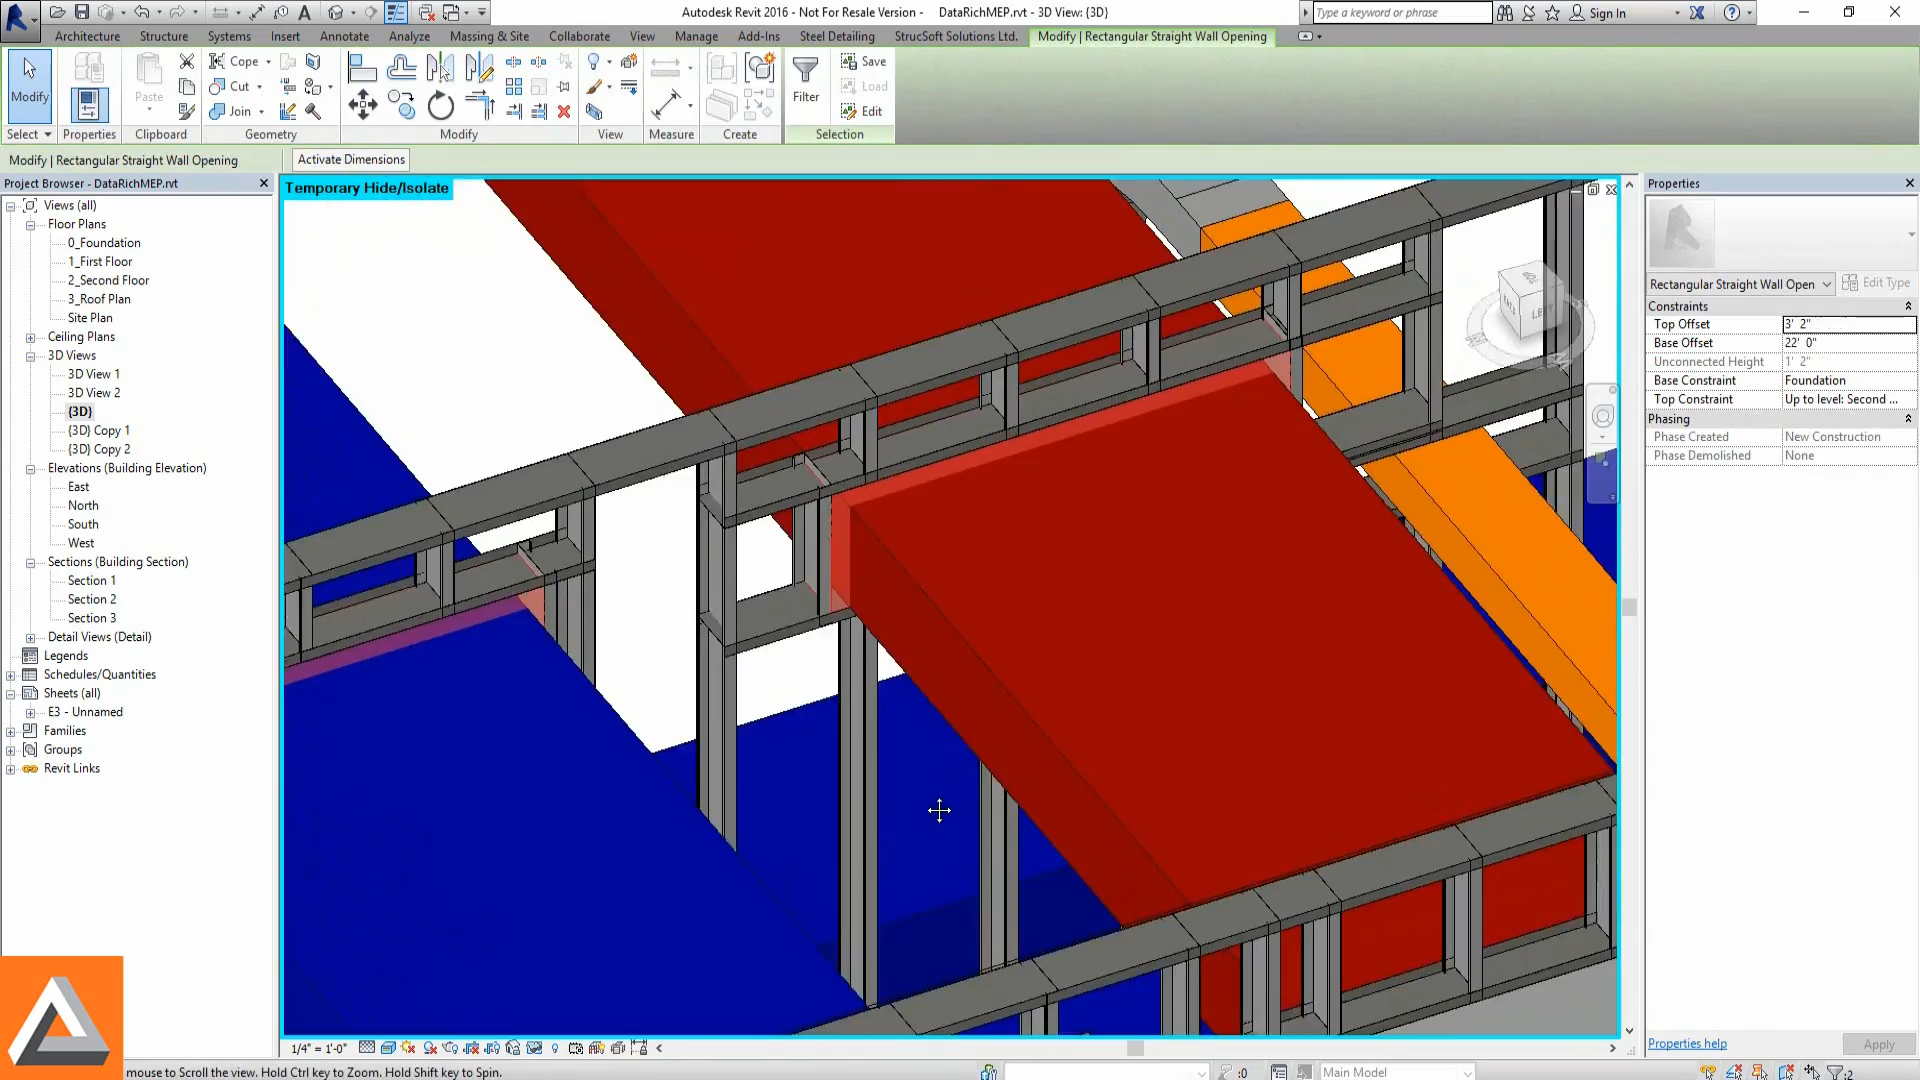 Autodesk Revit 2016 - Not For Resale Version - DataRichMEP.rvt - 3D View: {3D}
Type a keyword or phrase
Sign In
Architecture Structure Systems Insert Annotate Analyze Massing & Site Collaborate View Manage Add-Ins Steel Detailing StrucSoft Solutions Ltd. Modify | Rectangular Straight Wall Opening
Modify Paste Cope Cut Join Filter Save Load Edit
Select Properties Clipboard Geometry Modify View Measure Create Selection
Modify | Rectangular Straight Wall Opening Activate Dimensions
Project Browser - DataRichMEP.rvt
Views (all)
Floor Plans
0_Foundation
1_First Floor
2_Second Floor
3_Roof Plan
Site Plan
Ceiling Plans
3D Views
3D View 1
3D View 2
{3D}
{3D} Copy 1
{3D} Copy 2
Elevations (Building Elevation)
East
North
South
West
Sections (Building Section)
Section 1
Section 2
Section 3
Detail Views (Detail)
Legends
Schedules/Quantities
Sheets (all)
E3 - Unnamed
Families
Groups
Revit Links
Temporary Hide/Isolate
Properties
Rectangular Straight Wall Open Edit Type
Constraints
Top Offset 3' 2"
Base Offset 22' 0"
Unconnected Height 1' 2"
Base Constraint Foundation
Top Constraint Up to level: Second ...
Phasing
Phase Created New Construction
Phase Demolished None
Properties help Apply
1/4" = 1'-0"
mouse to Scroll the view. Hold Ctrl key to Zoom. Hold Shift key to Spin.
:0 Main Model :2